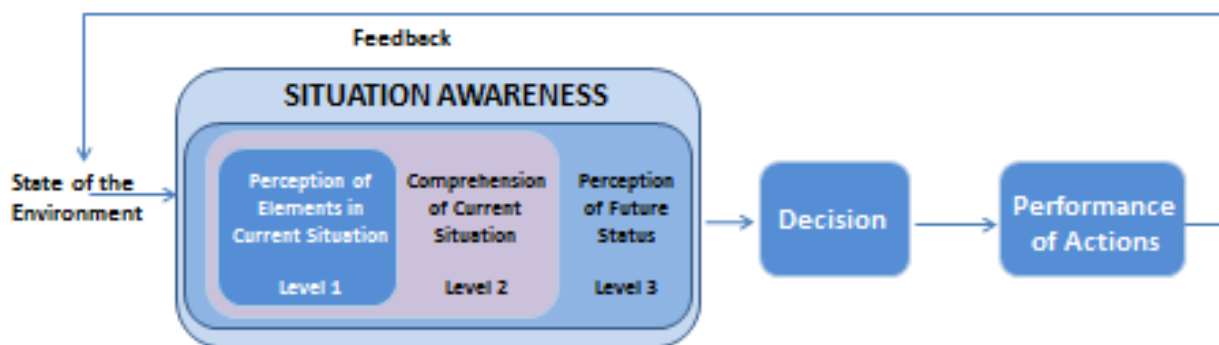 Feedback
SITUATION AWARENESS
State of the
Environment
Perception of
Elements in
Current Situation
Level 1
Comprehension
of Current
Situation
Level 2
Perception
of Future
Status
Level 3
Decision
Performance
of Actions